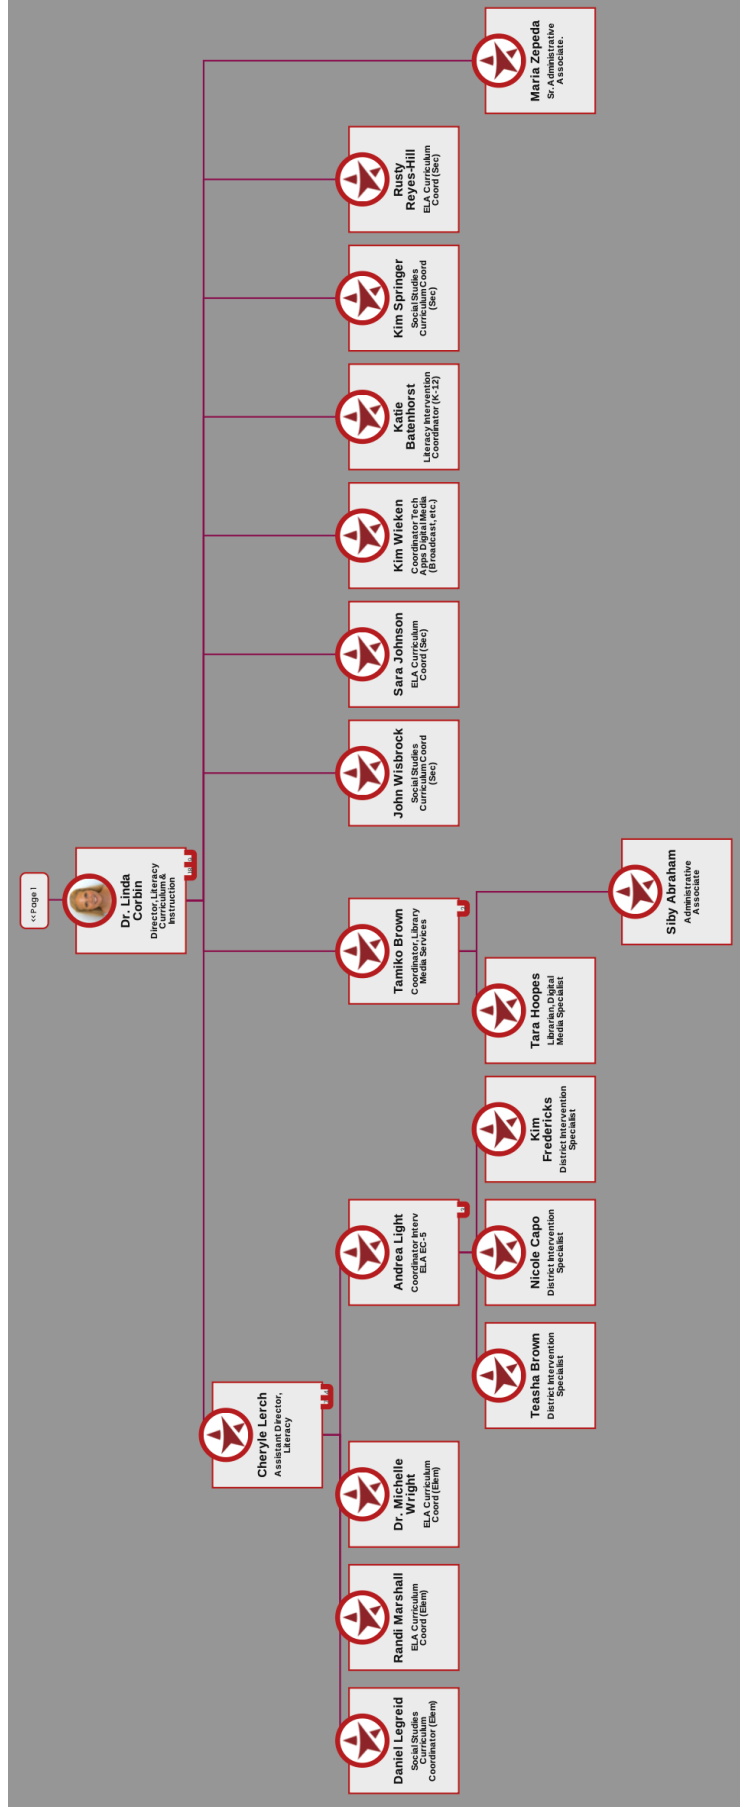 << Page 1
Dr. Linda
Corbin
Director, Literacy
Curriculum &
Instruction
Cheryle Lerch
Assistant Director,
Literacy
Daniel Legreid
Social Studies
Curriculum
Coordinator (Elem)
Randi Marshall
ELA Curriculum
Coord (Elem)
Dr. Michelle
Wright
ELA Curriculum
Coord (Elem)
Andrea Light
Coordinator Interv
ELA EC-5
Teasha Brown
District Intervention
Specialist
Nicole Capo
District Intervention
Specialist
Kim
Fredericks
District Intervention
Specialist
Tamiko Brown
Coordinator, Library
Media Services
Tara Hoopes
Librarian, Digital
Media Specialist
Siby Abraham
Administrative
Associate
John Wisbrock
Social Studies
Curriculum Coord
(Sec)
Sara Johnson
ELA Curriculum
Coord (Sec)
Kim Wieken
Coordinator Tech
Apps Digital Media
(Broadcast, etc.)
Katie
Batenhorst
Literacy Intervention
Coordinator (K-12)
Kim Springer
Social Studies
Curriculum Coord
(Sec)
Rusty
Reyes-Hill
ELA Curriculum
Coord (Sec)
Maria Zepeda
Sr. Administrative
Associate.